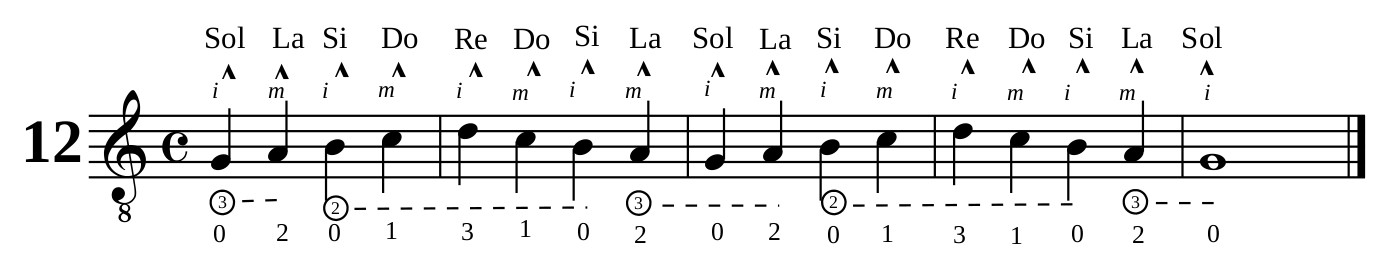 Sol La Si Do Re Do Si La Sol La Si Do Re Do Si La Sol
i m i m i m i m i m i m i m i m i
12
8
3 2 3 2 3
0 2 0 1 3 1 0 2 0 2 0 1 3 1 0 2 0